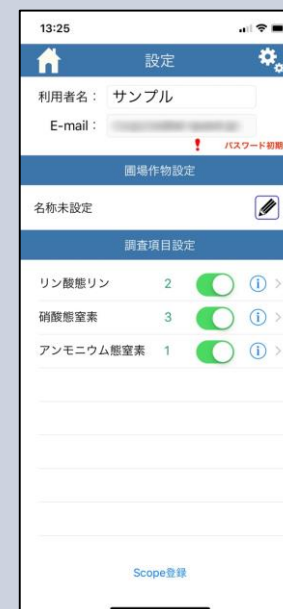 13:25
設定
利用者名： サンプル
E-mail：
! パスワード初期
圃場作物設定
名称未設定
調査項目設定
リン酸態リン 2
硝酸態窒素 3
アンモニウム態窒素 1
Scope登録